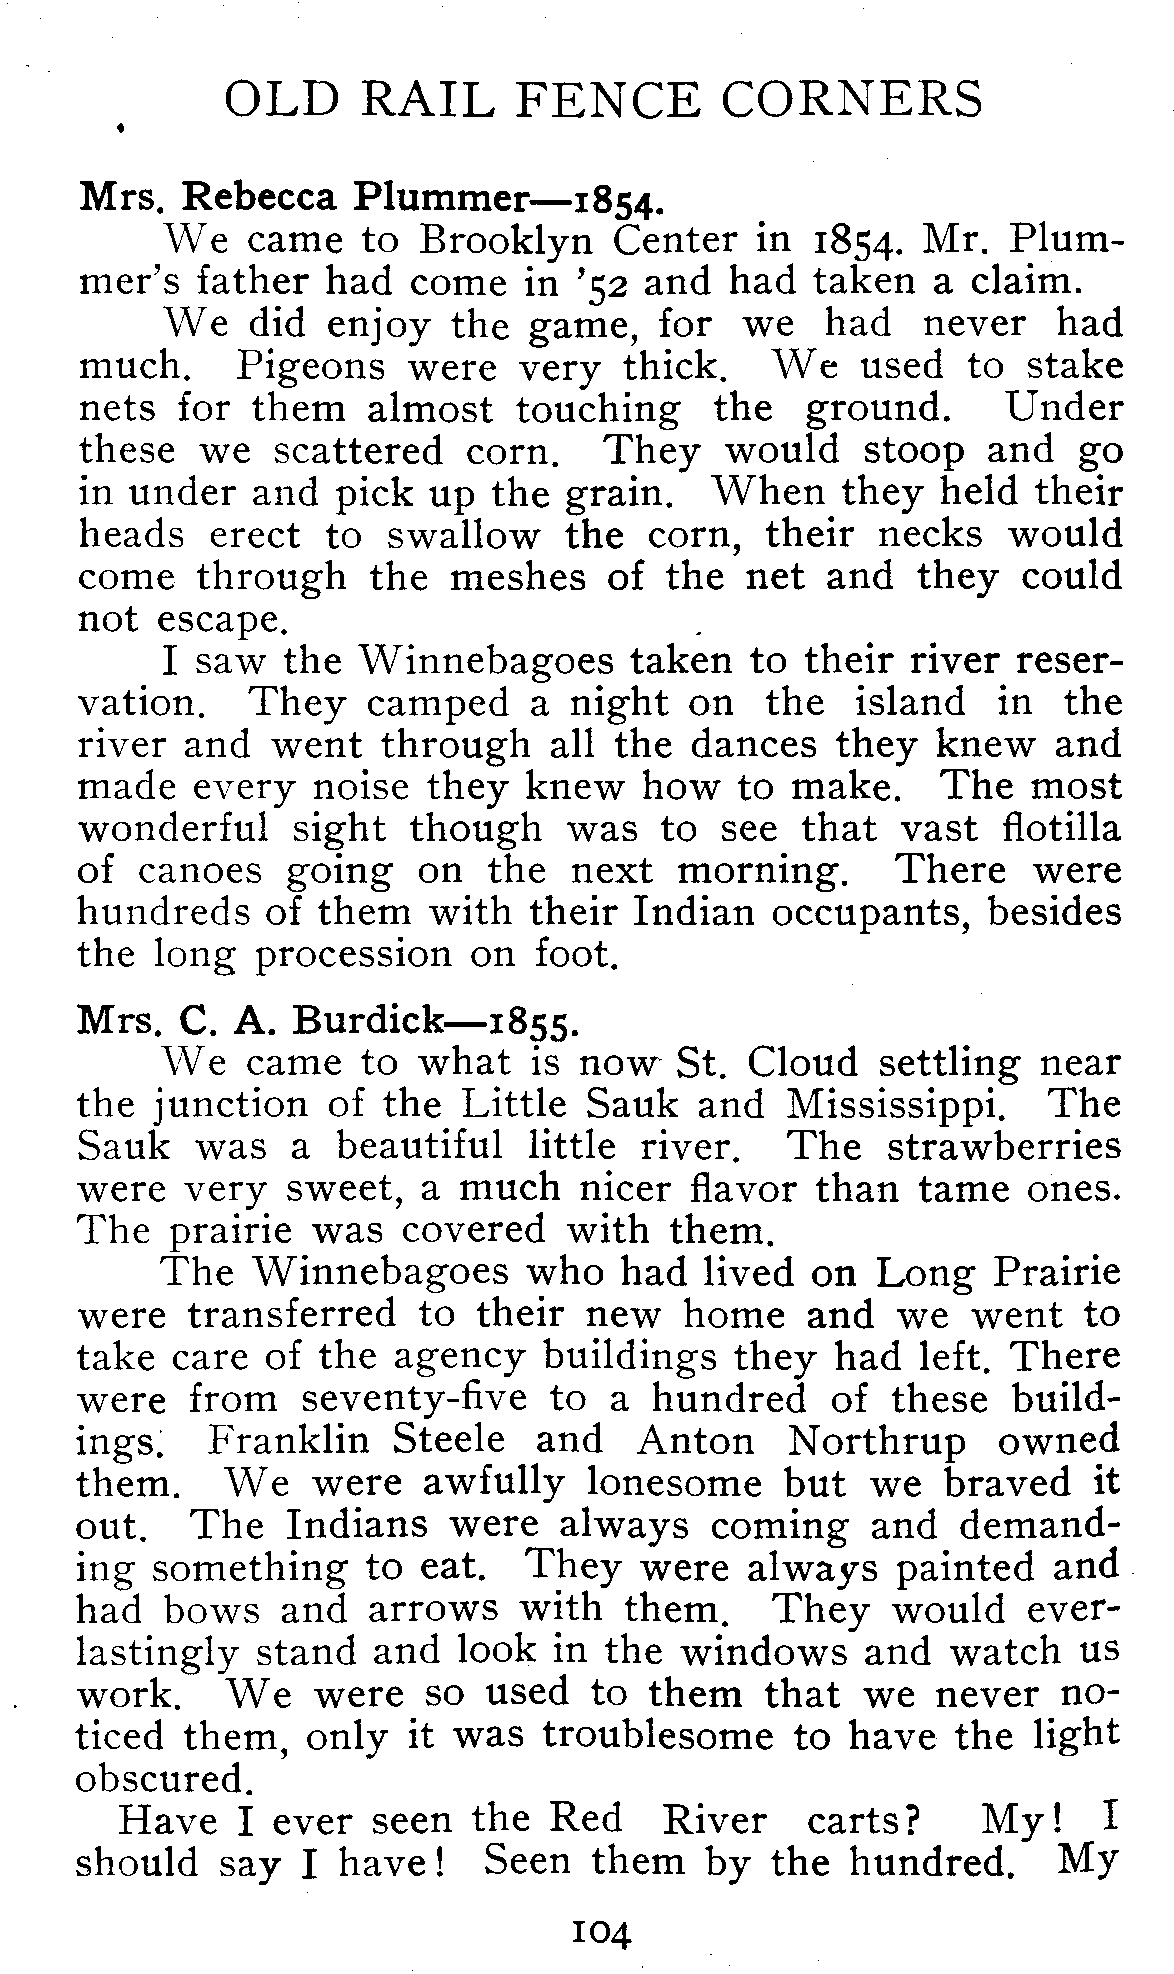 OLD RAIL FENCE CORNERS
Mrs. Rebecca Plummer—1854.
We came to Brooklyn Center in 1854. Mr. Plum-
mer's father had come in '52 and had taken a claim.
We did enjoy the game, for we had never had
much. Pigeons were very thick. We used to stake
nets for them almost touching the ground. Under
these we scattered corn. They would stoop and go
in under and pick up the grain. When they held their
heads erect to swallow the corn, their necks would
come through the meshes of the net and they could
not escape.
I saw the Winnebagoes taken to their river reser-
vation. They camped a night on the island in the
river and went through all the dances they knew and
made every noise they knew how to make. The most
wonderful sight though was to see that vast flotilla
of canoes going on the next morning. There were
hundreds of them with their Indian occupants, besides
the long procession on foot.
Mrs. C. A. Burdick—1855.
We came to what is now St. Cloud settling near
the junction of the Little Sauk and Mississippi. The
Sauk was a beautiful little river. The strawberries
were very sweet, a much nicer flavor than tame ones.
The prairie was covered with them.
The Winnebagoes who had lived on Long Prairie
were transferred to their new home and we went to
take care of the agency buildings they had left. There
were from seventy-five to a hundred of these build-
ings. Franklin Steele and Anton Northrup owned
them. We were awfully lonesome but we braved it
out. The Indians were always coming and demand-
ing something to eat. They were always painted and
had bows and arrows with them. They would ever-
lastingly stand and look in the windows and watch us
work. We were so used to them that we never no-
ticed them, only it was troublesome to have the light
obscured.
Have I ever seen the Red River carts? My! I
should say I have! Seen them by the hundred. My
104